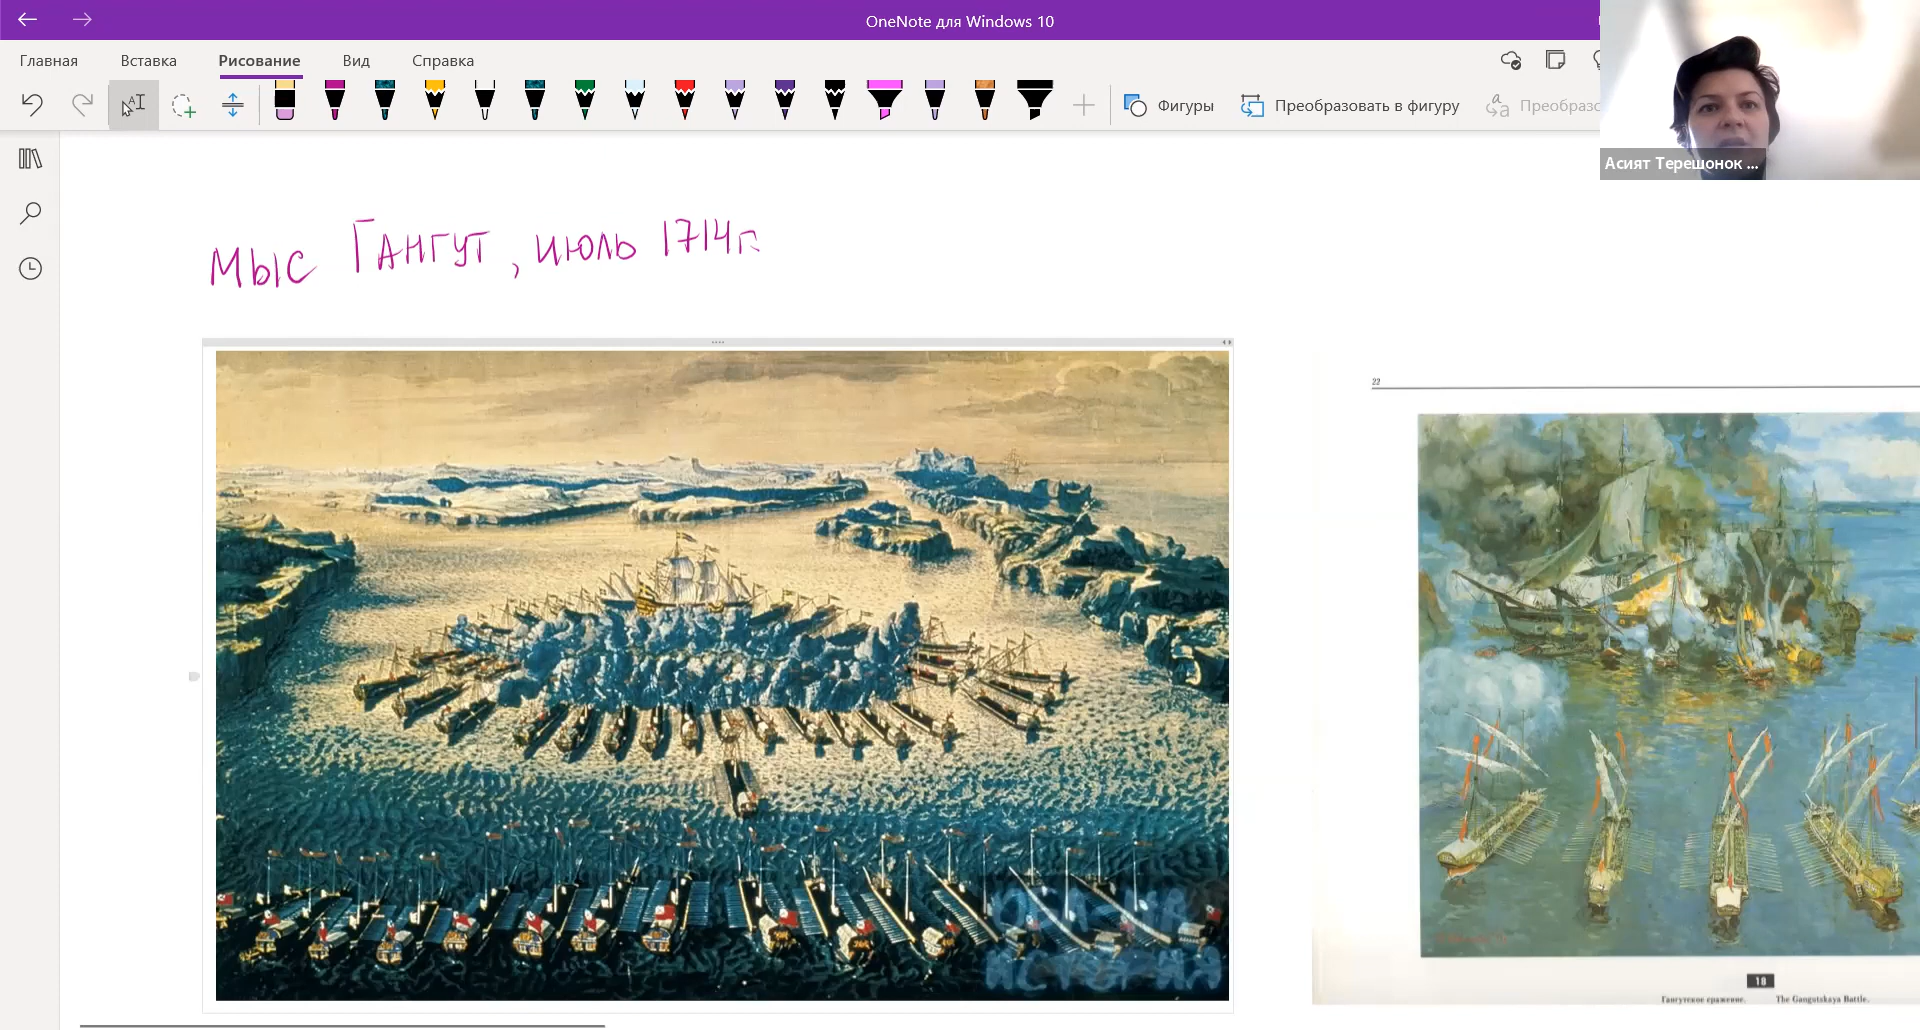 OneNote для Windows 10
Главная Вставка Рисование Вид Справка
Фигуры Преобразовать в фигуру
Асият Терешонок ...
Мыс Гангут, июль 1714г.
22
ИСТОРИЯ
18
Гангутское сражение. The Gangutskaya Battle.